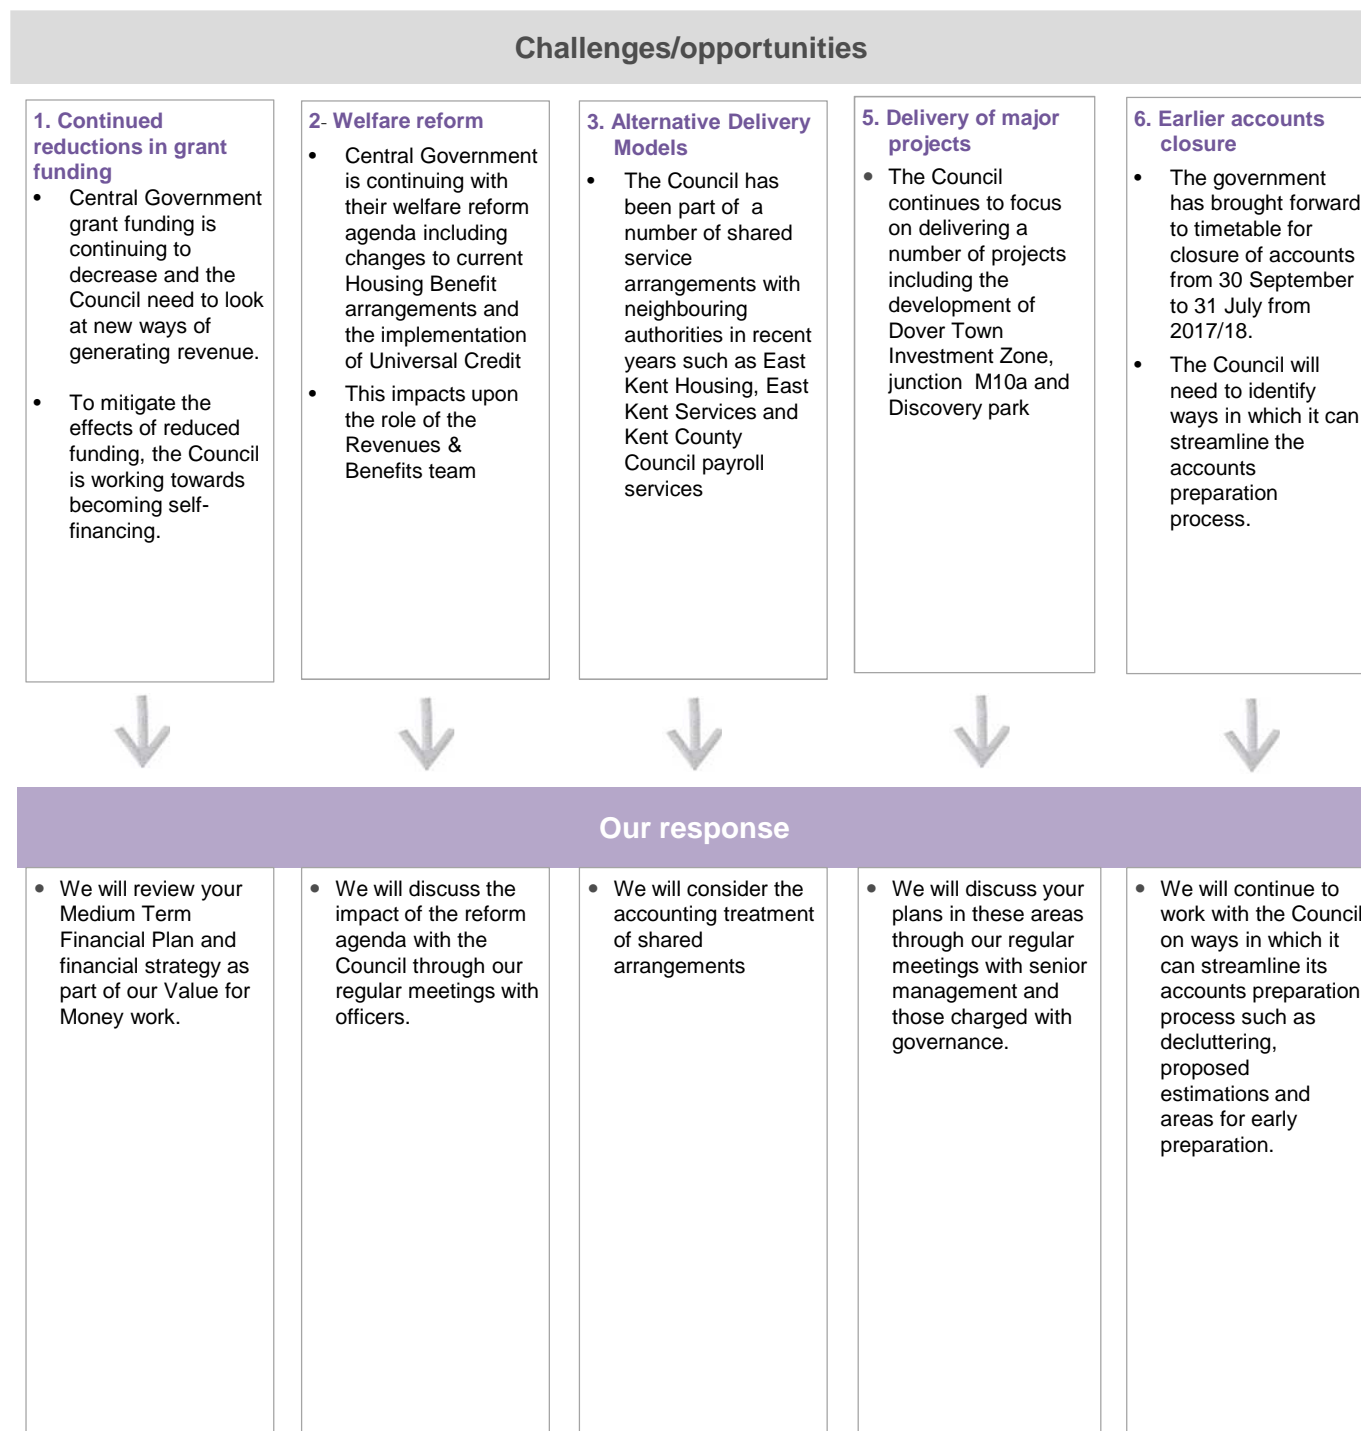 Challenges/opportunities
1. Continued
reductions in grant
funding
• Central Government
grant funding is
continuing to
decrease and the
Council need to look
at new ways of
generating revenue.
• To mitigate the
effects of reduced
funding, the Council
is working towards
becoming self-
financing.
2- Welfare reform
• Central Government
is continuing with
their welfare reform
agenda including
changes to current
Housing Benefit
arrangements and
the implementation
of Universal Credit
• This impacts upon
the role of the
Revenues &
Benefits team
3. Alternative Delivery
Models
• The Council has
been part of a
number of shared
service
arrangements with
neighbouring
authorities in recent
years such as East
Kent Housing, East
Kent Services and
Kent County
Council payroll
services
5. Delivery of major
projects
• The Council
continues to focus
on delivering a
number of projects
including the
development of
Dover Town
Investment Zone,
junction M10a and
Discovery park
6. Earlier accounts
closure
• The government
has brought forward
to timetable for
closure of accounts
from 30 September
to 31 July from
2017/18.
• The Council will
need to identify
ways in which it can
streamline the
accounts
preparation
process.
Our response
• We will review your
Medium Term
Financial Plan and
financial strategy as
part of our Value for
Money work.
• We will discuss the
impact of the reform
agenda with the
Council through our
regular meetings with
officers.
• We will consider the
accounting treatment
of shared
arrangements
• We will discuss your
plans in these areas
through our regular
meetings with senior
management and
those charged with
governance.
• We will continue to
work with the Council
on ways in which it
can streamline its
accounts preparation
process such as
decluttering,
proposed
estimations and
areas for early
preparation.